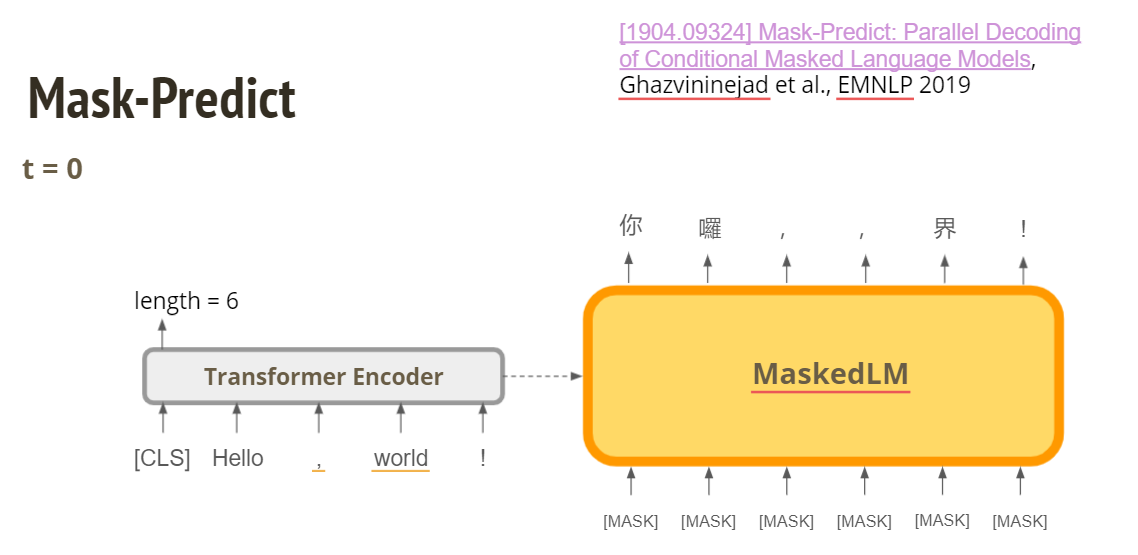 [1904.09324] Mask-Predict: Parallel Decoding
of Conditional Masked Language Models,
Ghazvininejad et al., EMNLP 2019
Mask-Predict
t = 0
你 囉 , , 界 !
length = 6
Transformer Encoder
MaskedLM
[CLS] Hello , world !
[MASK] [MASK] [MASK] [MASK] [MASK] [MASK]